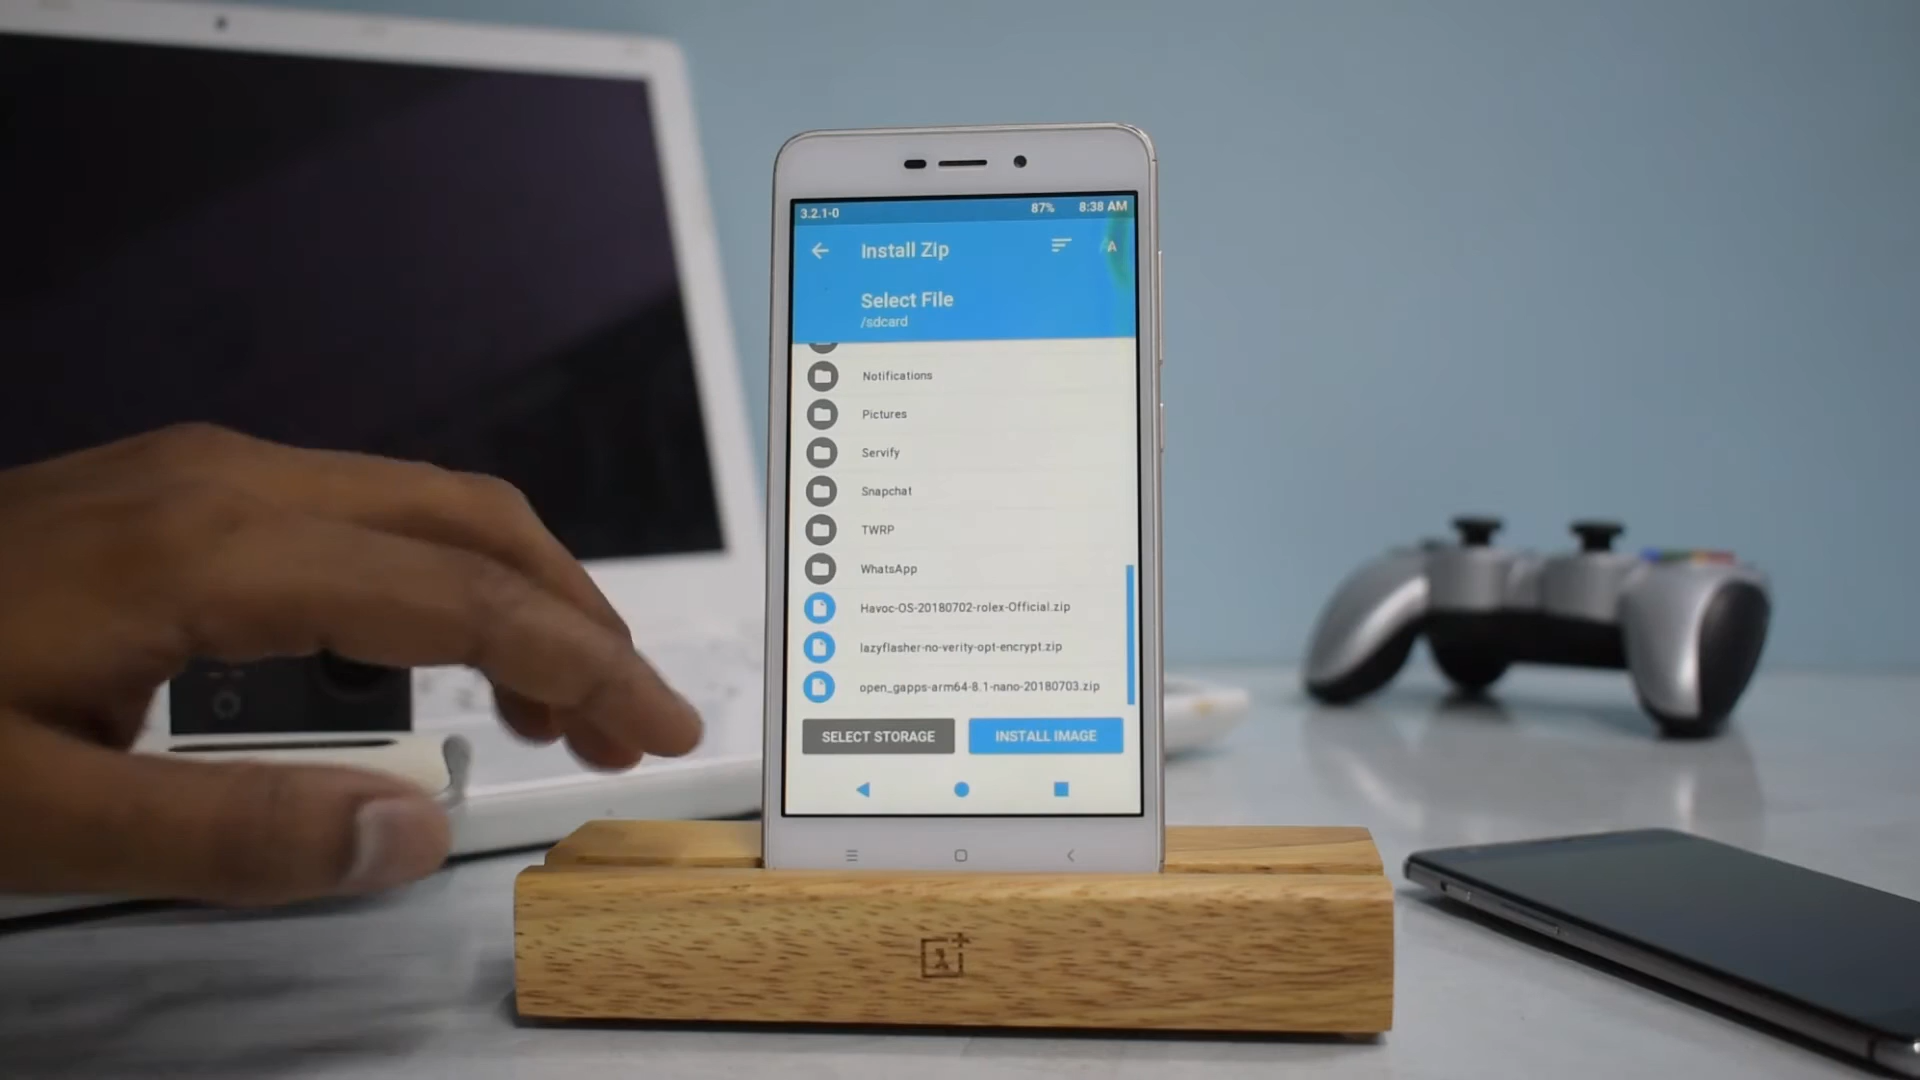 3.2.1-0 87% 8:38 AM
Install Zip A
Select File
/sdcard
Notifications
Pictures
Servify
Snapchat
TWRP
WhatsApp
Havoc-OS-20180702-rolex-Official.zip
lazyflasher-no-verity-opt-encrypt.zip
open_gapps-arm64-8.1-nano-20180703.zip
SELECT STORAGE INSTALL IMAGE